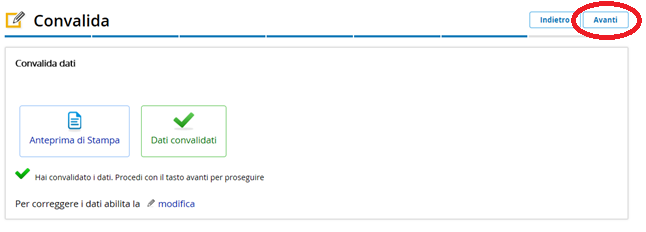 Convalida
Indietro
Avanti
Convalida dati
Anteprima di Stampa
Dati convalidati
Hai convalidato i dati. Procedi con il tasto avanti per proseguire
Per correggere i dati abilita la modifica